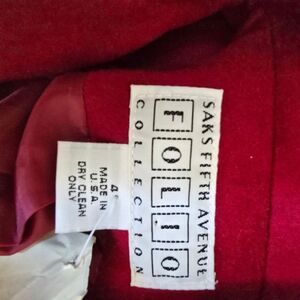 SAKS FIFTH AVENUE
FOLIO
COLLECTION
4
MADE IN
U.S.A.
DRY CLEAN
ONLY